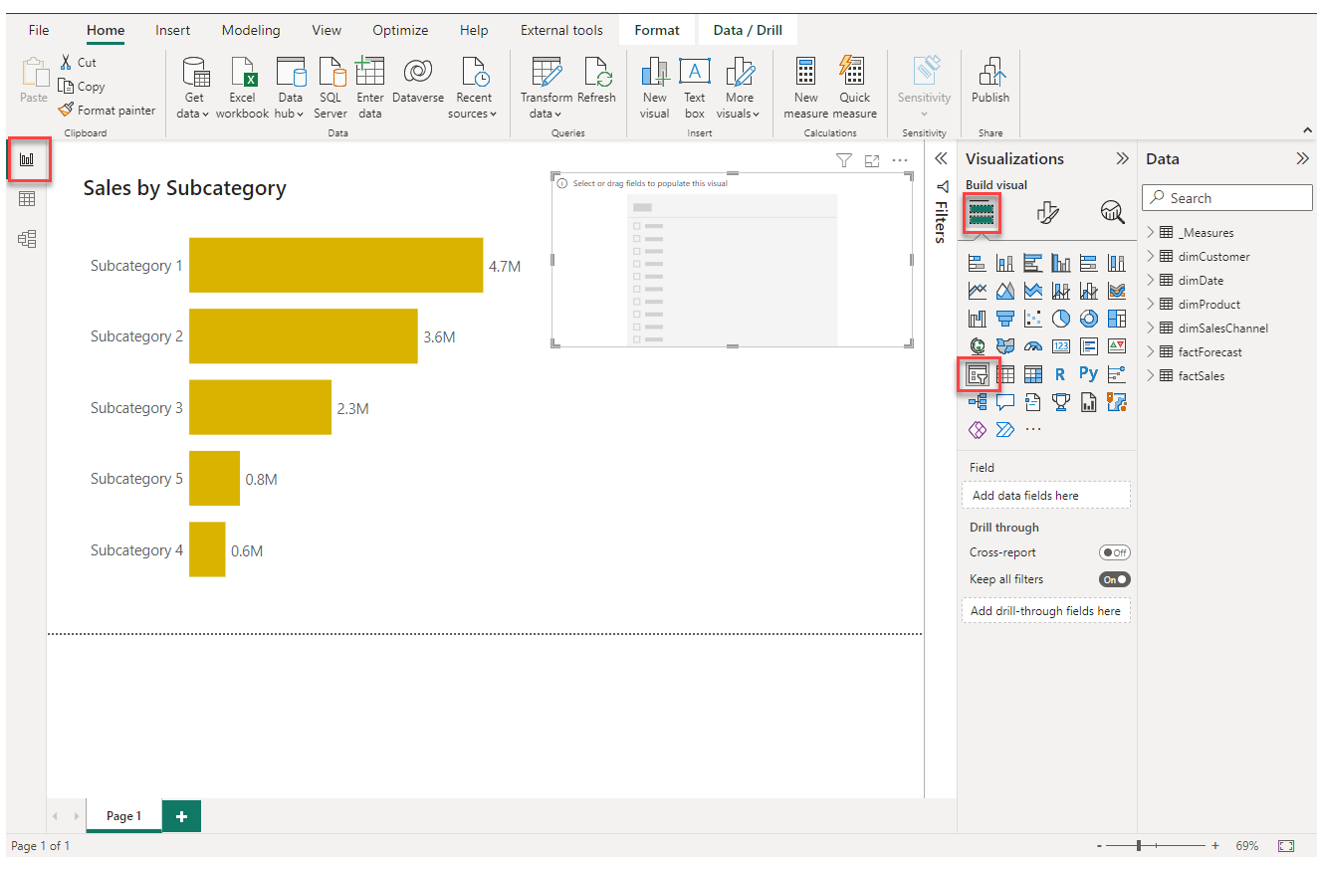 File Home Insert Modeling View Optimize Help External tools Format Data / Drill
Paste
Cut
Copy
Format painter
Clipboard
Get data
Excel workbook
Data hub
SQL Server
Enter data
Dataverse
Recent sources
Data
Transform data
Refresh
Queries
New visual
Text box
More visuals
Insert
New measure
Quick measure
Calculations
Sensitivity
Sensitivity
Publish
Share
Sales by Subcategory
Subcategory 1 4.7M
Subcategory 2 3.6M
Subcategory 3 2.3M
Subcategory 5 0.8M
Subcategory 4 0.6M
Select or drag fields to populate this visual
Filters
Visualizations
Build visual
123
R
Py
Field
Add data fields here
Drill through
Cross-report Off
Keep all filters On
Add drill-through fields here
Data
Search
_Measures
dimCustomer
dimDate
dimProduct
dimSalesChannel
factForecast
factSales
Page 1
+
Page 1 of 1
- + 69%